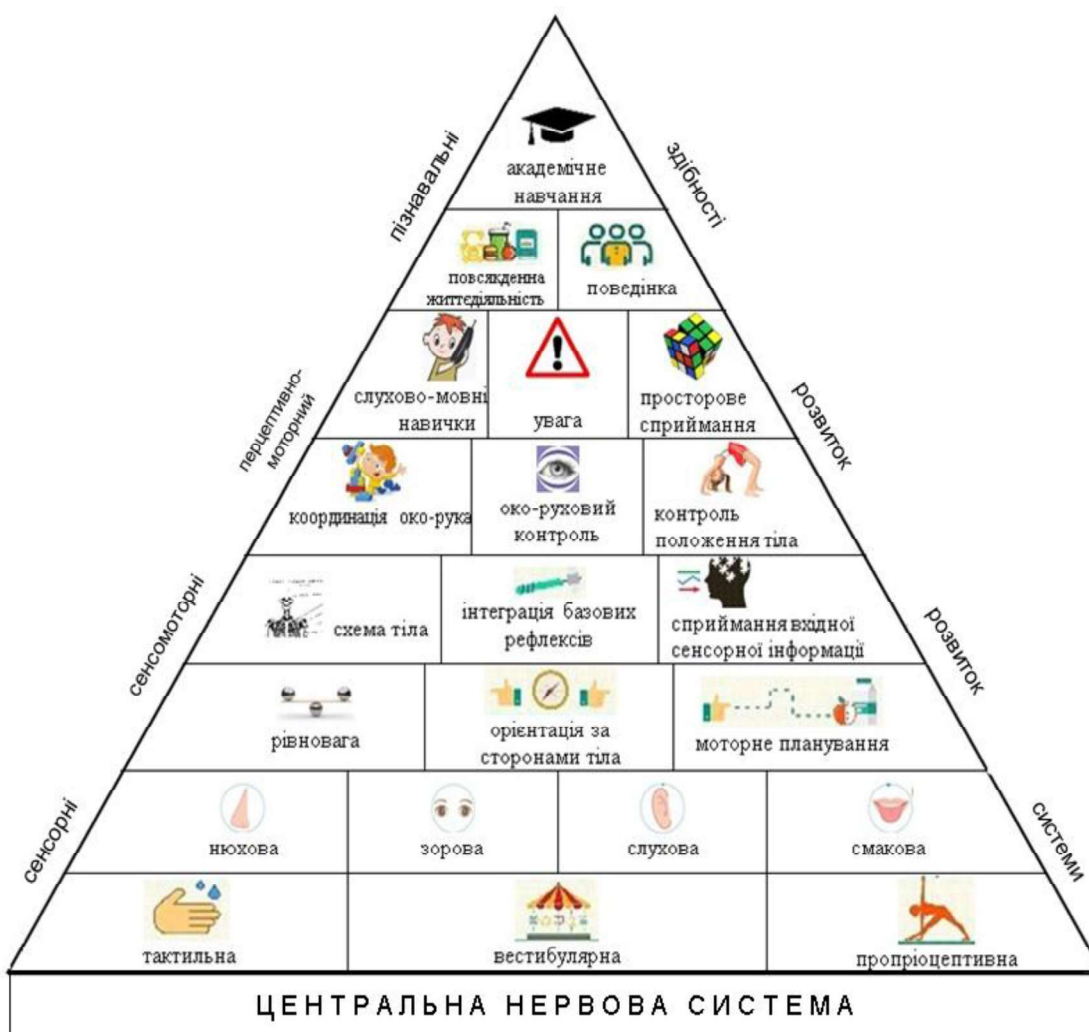 академічне
навчання
пізнавальні
здібності
повсякденна
життєдіяльність
поведінка
слухово-мовні
навички
увага
просторове
сприймання
перцептивно-
моторний
розвиток
координація око-рука
око-руховий
контроль
контроль
положення тіла
схема тіла
інтеграція базових
рефлексів
сприймання вхідної
сенсорної інформації
сенсомоторні
розвиток
рівновага
орієнтація за
сторонами тіла
моторне планування
нюхова
зорова
слухова
смакова
сенсорні
системи
тактильна
вестибулярна
пропріоцептивна
ЦЕНТРАЛЬНА НЕРВОВА СИСТЕМА